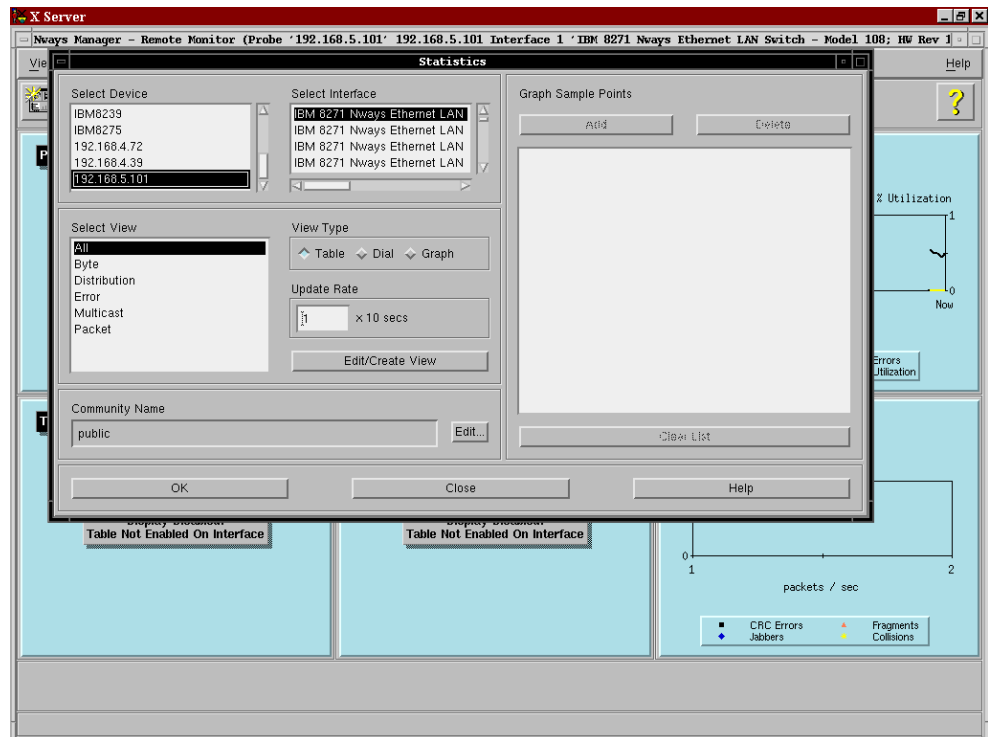 X Server
Nways Manager - Remote Monitor (Probe '192.168.5.101' 192.168.5.101 Interface 1 'IBM 8271 Nways Ethernet LAN Switch - Model 108; HW Rev 1
Vie
Statistics
Help
Select Device
IBM8239
IBM8275
192.168.4.72
192.168.4.39
192.168.5.101
Select Interface
IBM 8271 Nways Ethernet LAN
IBM 8271 Nways Ethernet LAN
IBM 8271 Nways Ethernet LAN
IBM 8271 Nways Ethernet LAN
Graph Sample Points
Add
Delete
Select View
All
Byte
Distribution
Error
Multicast
Packet
View Type
Table
Dial
Graph
Update Rate
1 x 10 secs
Edit/Create View
Community Name
public
Edit...
Clear List
OK
Close
Help
P
% Utilization
1
0
Now
Errors
Utilization
T
Display Disabled:
Table Not Enabled On Interface
Display Disabled:
Table Not Enabled On Interface
0
1
2
packets / sec
CRC Errors
Fragments
Jabbers
Collisions